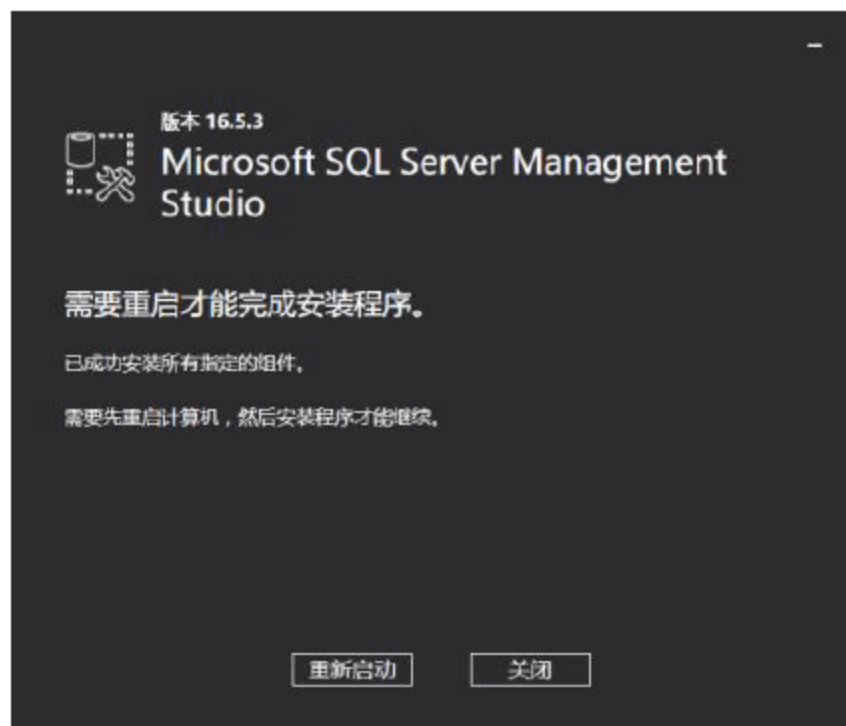 版本 16.5.3
Microsoft SQL Server Management
Studio
需要重启才能完成安装程序。
已成功安装所有指定的组件。
需要先重启计算机，然后安装程序才能继续。
重新启动
关闭